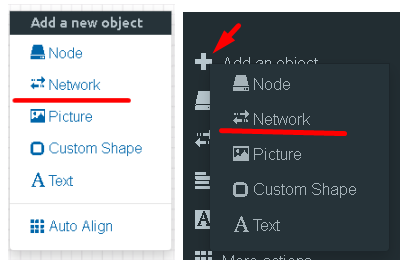 Add a new object
Node
Network
Picture
Custom Shape
A Text
Auto Align
Add an object
Node
Network
Picture
Custom Shape
A Text
A
More actions